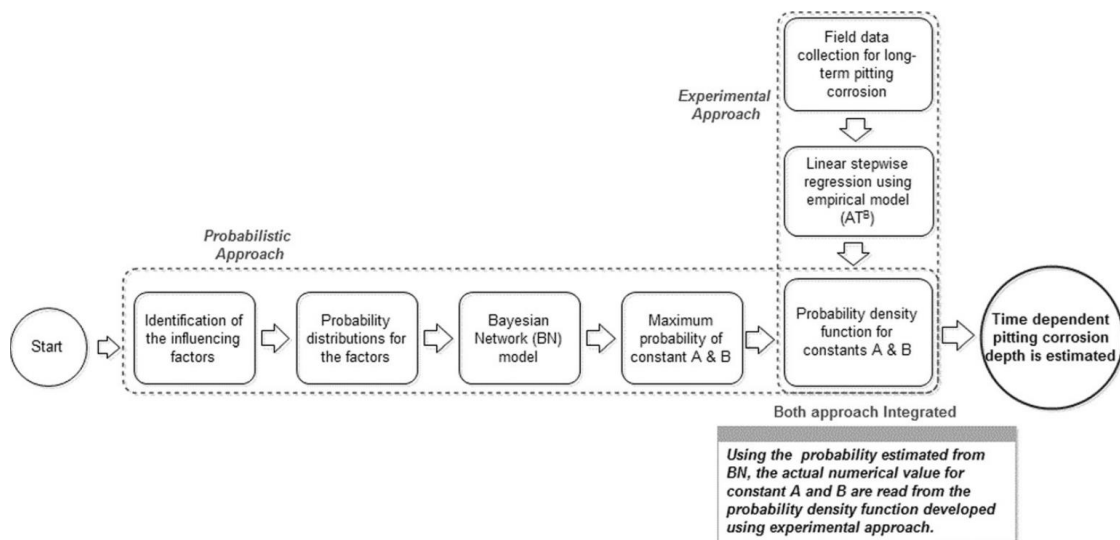 Field data
collection for long-
term pitting
corrosion
Experimental
Approach
Linear stepwise
regression using
empirical model
(ATᴮ)
Probabilistic
Approach
Start
Identification of
the influencing
factors
Probability
distributions for
the factors
Bayesian
Network (BN)
model
Maximum
probability of
constant A & B
Probability density
function for
constants A & B
Time dependent
pitting corrosion
depth is estimated
Both approach Integrated
Using the probability estimated from
BN, the actual numerical value for
constant A and B are read from the
probability density function developed
using experimental approach.